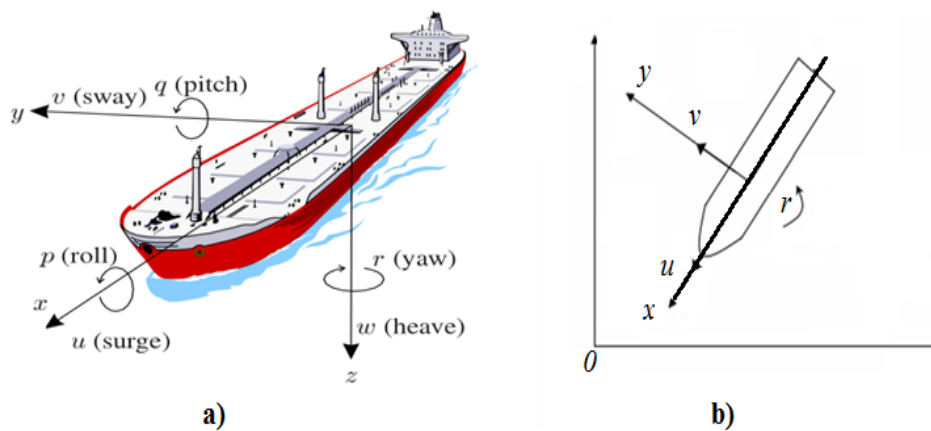 q (pitch)
v (sway)
y
p (roll)
x
u (surge)
r (yaw)
w (heave)
z
a)
y
v
r
u
x
0
b)